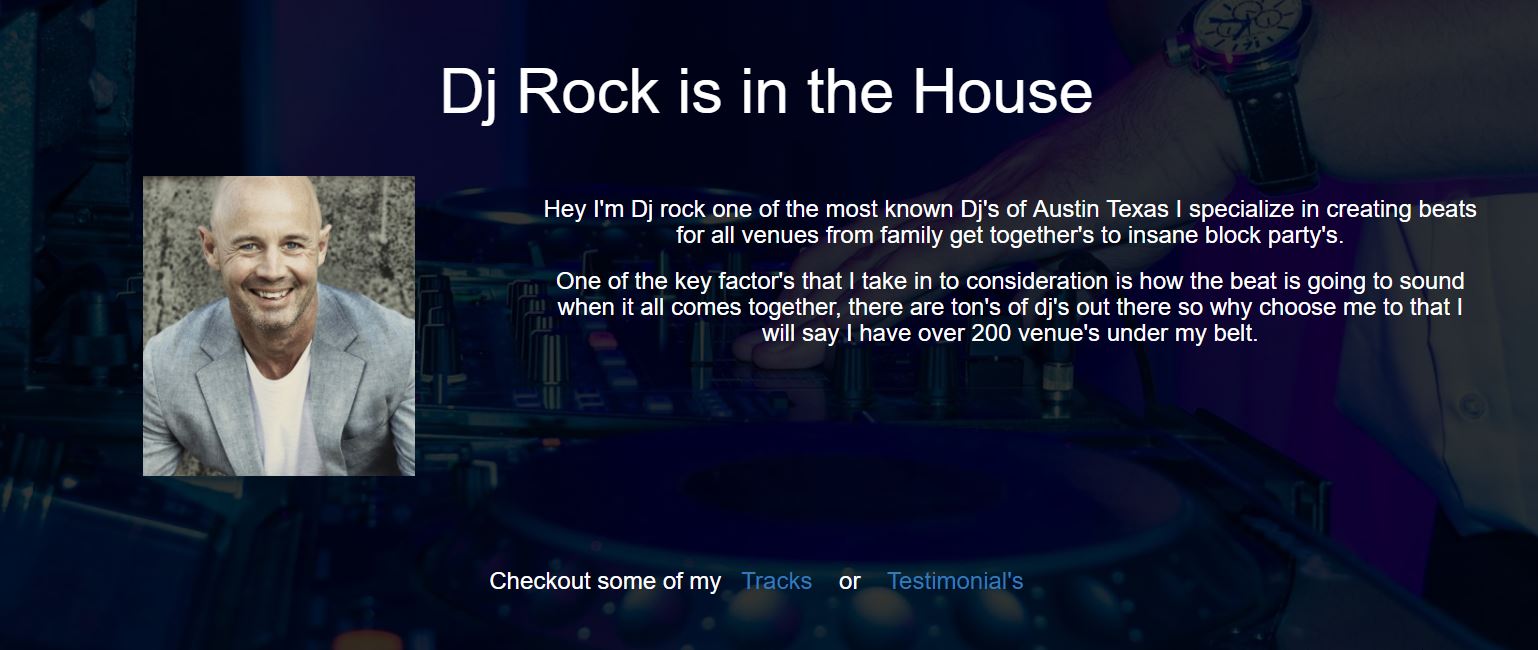 Dj Rock is in the House
Hey I'm Dj rock one of the most known Dj's of Austin Texas I specialize in creating beats
for all venues from family get together's to insane block party's.
One of the key factor's that I take in to consideration is how the beat is going to sound
when it all comes together, there are ton's of dj's out there so why choose me to that I
will say I have over 200 venue's under my belt.
Checkout some of my Tracks or Testimonial's